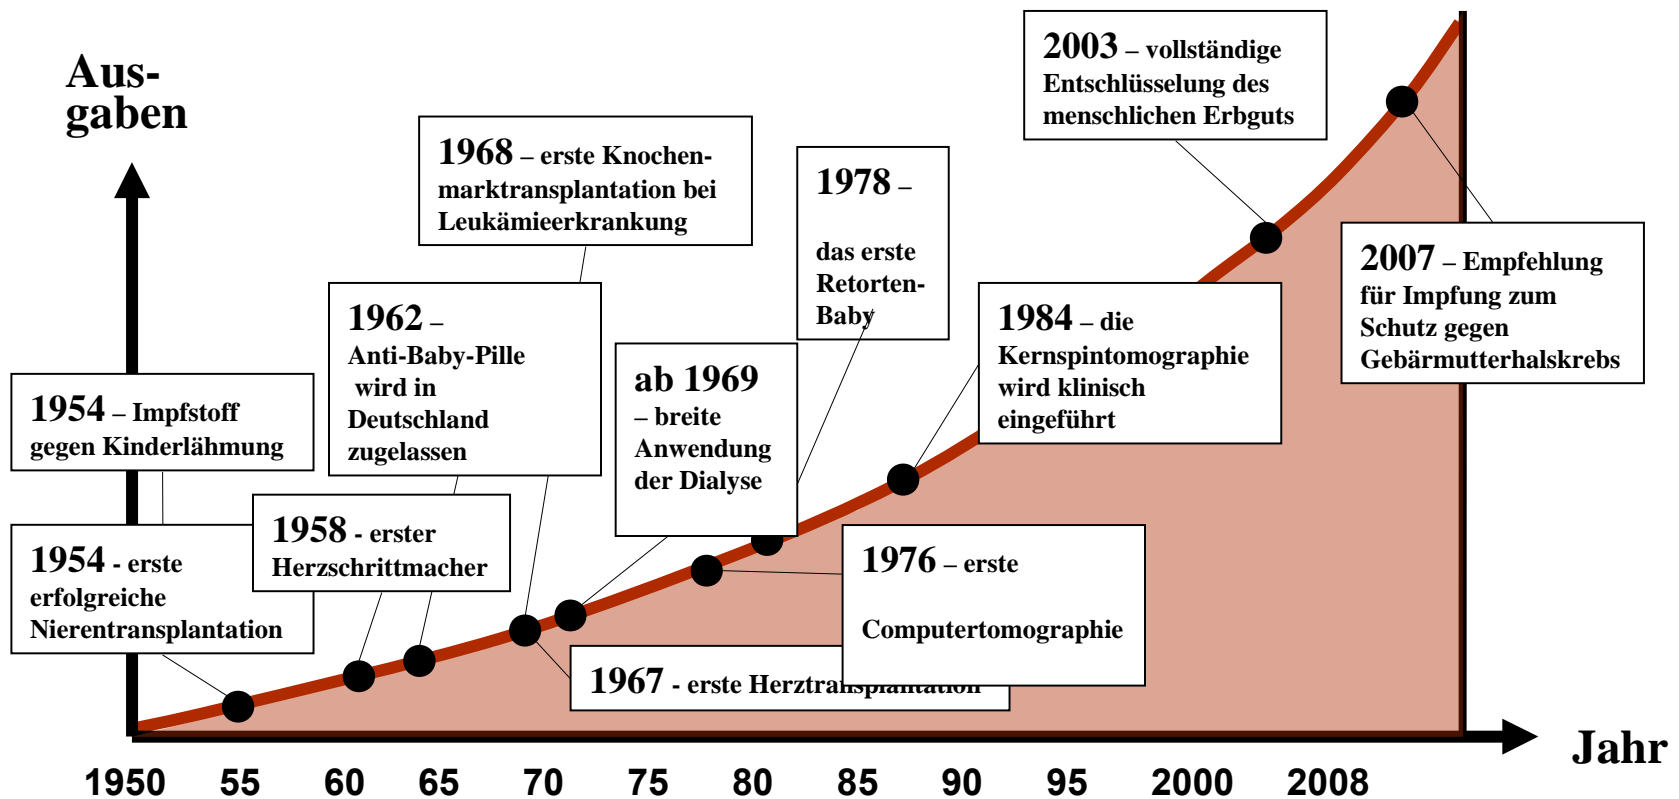 Aus-
gaben
2003 – vollständige
Entschlüsselung des
menschlichen Erbguts
1968 – erste Knochen-
marktransplantation bei
Leukämieerkrankung
1978 –
das erste
Retorten-
Baby
2007 – Empfehlung
für Impfung zum
Schutz gegen
Gebärmutterhalskrebs
1962 –
Anti-Baby-Pille
wird in
Deutschland
zugelassen
1984 – die
Kernspintomographie
wird klinisch
eingeführt
ab 1969
– breite
Anwendung
der Dialyse
1954 – Impfstoff
gegen Kinderlähmung
1958 - erster
Herzschrittmacher
1954 - erste
erfolgreiche
Nierentransplantation
1976 – erste
Computertomographie
1967 - erste Herztransplantation
Jahr
1950 55 60 65 70 75 80 85 90 95 2000 2008